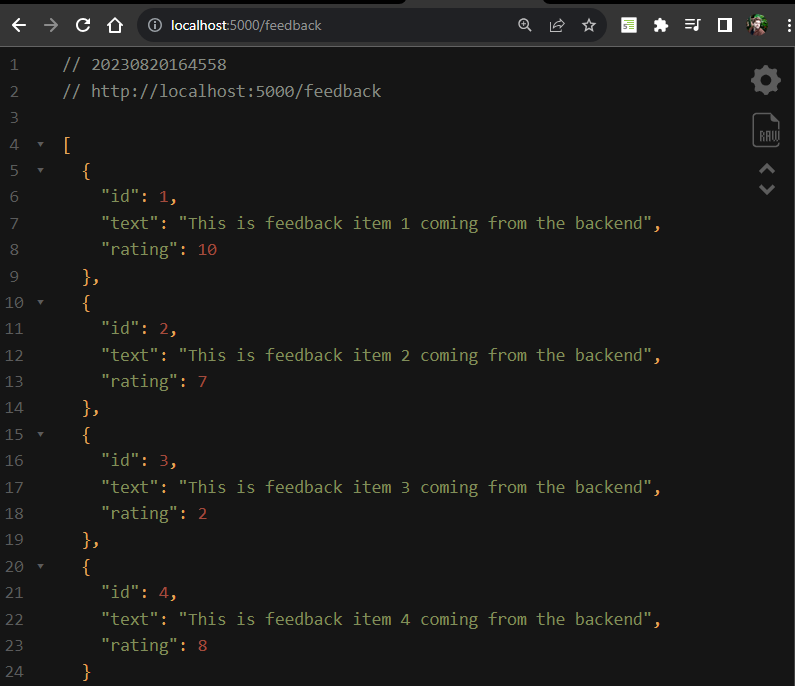 localhost:5000/feedback
1 // 20230820164558
2 // http://localhost:5000/feedback
3
4 [
5 {
6 "id": 1,
7 "text": "This is feedback item 1 coming from the backend",
8 "rating": 10
9 },
10 {
11 "id": 2,
12 "text": "This is feedback item 2 coming from the backend",
13 "rating": 7
14 },
15 {
16 "id": 3,
17 "text": "This is feedback item 3 coming from the backend",
18 "rating": 2
19 },
20 {
21 "id": 4,
22 "text": "This is feedback item 4 coming from the backend",
23 "rating": 8
24 }
RAW